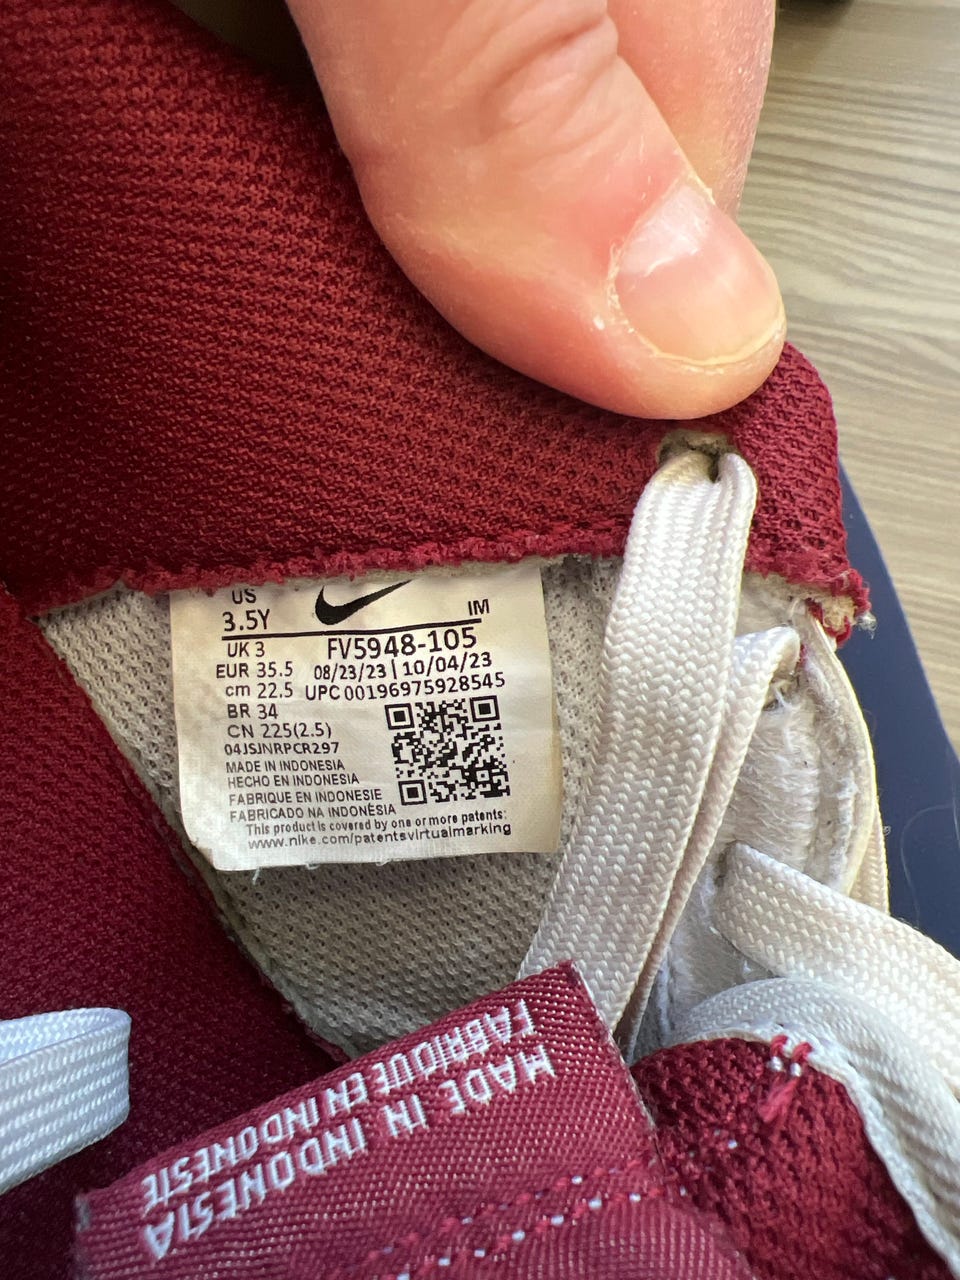 US
3.5Y
IM
UK 3
FV5948-105
EUR 35.5
08/23/23 | 10/04/23
cm 22.5
UPC 00196975928545
BR 34
CN 225(2.5)
04JSJNRPCR297
MADE IN INDONESIA
HECHO EN INDONESIA
FABRIQUE EN INDONESIE
FABRICADO NA INDONÉSIA
This product is covered by one or more patents:
www.nike.com/patentsvirtualmarking
MADE IN INDONESIA
FABRIQUE EN INDONESIE